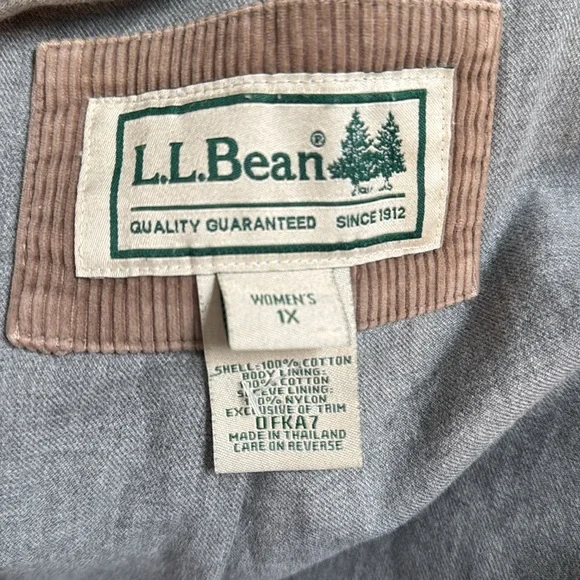 L.L.Bean®
QUALITY GUARANTEED SINCE 1912
WOMEN'S
1X
SHELL:100% COTTON
BODY LINING:
100% COTTON
SLEEVE LINING:
100% NYLON
EXCLUSIVE OF TRIM
0FKA7
MADE IN THAILAND
CARE ON REVERSE